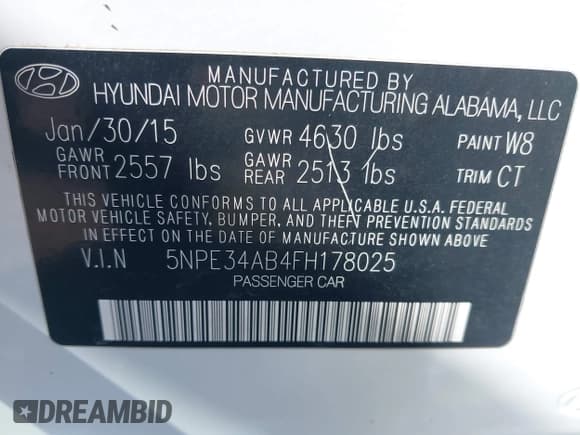 MANUFACTURED BY
HYUNDAI MOTOR MANUFACTURING ALABAMA, LLC
Jan/30/15 GVWR 4630 lbs PAINT W8
GAWR FRONT 2557 lbs GAWR REAR 2513 lbs TRIM CT
THIS VEHICLE CONFORMS TO ALL APPLICABLE U.S.A. FEDERAL
MOTOR VEHICLE SAFETY, BUMPER, AND THEFT PREVENTION STANDARDS
IN EFFECT ON THE DATE OF MANUFACTURE SHOWN ABOVE.
V.I.N 5NPE34AB4FH178025
PASSENGER CAR
DREAMBID